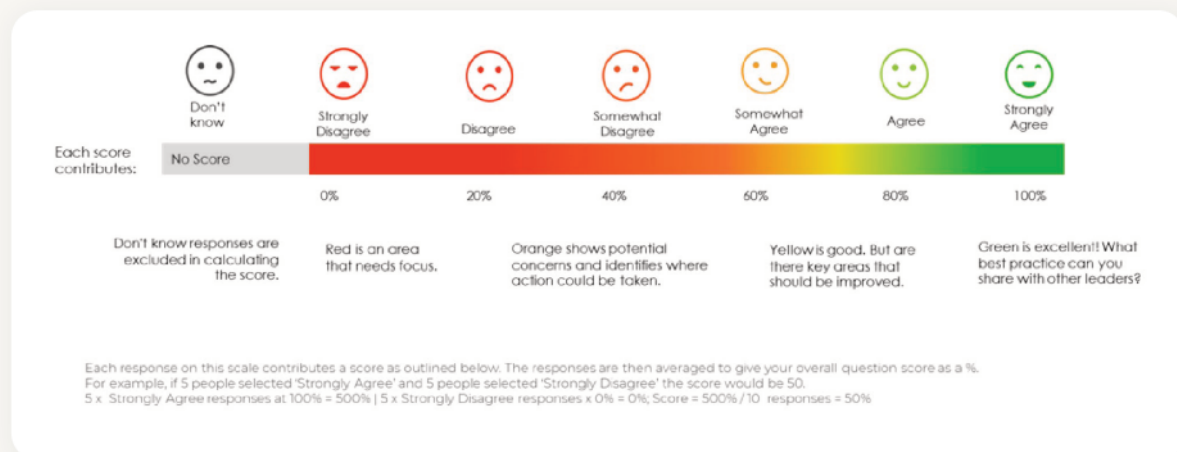 Don't
know
Strongly
Disagree
Disagree
Somewhat
Disagree
Somewhat
Agree
Agree
Strongly
Agree
Each score
contributes:
No Score
0%
20%
40%
60%
80%
100%
Don't know responses are
excluded in calculating
the score.
Red is an area
that needs focus.
Orange shows potential
concerns and identifies where
action could be taken.
Yellow is good. But are
there key areas that
should be improved.
Green is excellent! What
best practice can you
share with other leaders?
Each response on this scale contributes a score as outlined below. The responses are then averaged to give your overall question score as a %.
For example, if 5 people selected 'Strongly Agree' and 5 people selected 'Strongly Disagree' the score would be 50.
5 x Strongly Agree responses at 100% = 500% | 5 x Strongly Disagree responses x 0% = 0%; Score = 500% / 10 responses = 50%